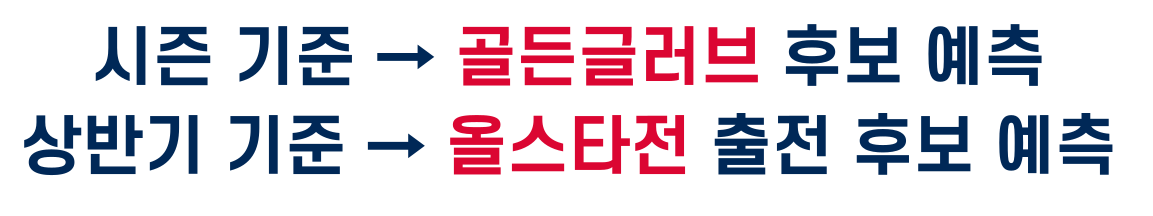 시즌 기준 → 골든글러브 후보 예측
상반기 기준 → 올스타전 출전 후보 예측